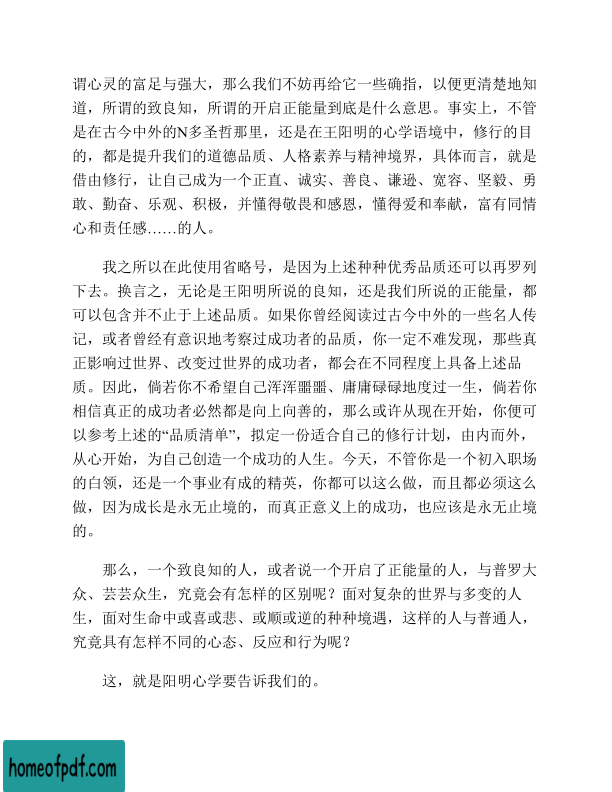 谓心灵的富足与强大，那么我们不妨再给它一些确指，以便更清楚地知
道，所谓的致良知，所谓的开启正能量到底是什么意思。事实上，不管
是在古今中外的N多圣哲那里，还是在王阳明的心学语境中，修行的目
的，都是提升我们的道德品质、人格素养与精神境界，具体而言，就是
借由修行，让自己成为一个正直、诚实、善良、谦逊、宽容、坚毅、勇
敢、勤奋、乐观、积极，并懂得敬畏和感恩，懂得爱和奉献，富有同情
心和责任感……的人。
我之所以在此使用省略号，是因为上述种种优秀品质还可以再罗列
下去。换言之，无论是王阳明所说的良知，还是我们所说的正能量，都
可以包含并不止于上述品质。如果你曾经阅读过古今中外的一些名人传
记，或者曾经有意识地考察过成功者的品质，你一定不难发现，那些真
正影响过世界、改变过世界的成功者，都会在不同程度上具备上述品
质。因此，倘若你不希望自己浑浑噩噩、庸庸碌碌地度过一生，倘若你
相信真正的成功者必然都是向上向善的，那么或许从现在开始，你便可
以参考上述的“品质清单”，拟定一份适合自己的修行计划，由内而外，
从心开始，为自己创造一个成功的人生。今天，不管你是一个初入职场
的白领，还是一个事业有成的精英，你都可以这么做，而且都必须这么
做，因为成长是永无止境的，而真正意义上的成功，也应该是永无止境
的。
那么，一个致良知的人，或者说一个开启了正能量的人，与普罗大
众、芸芸众生，究竟会有怎样的区别呢？面对复杂的世界与多变的人
生，面对生命中或喜或悲、或顺或逆的种种境遇，这样的人与普通人，
究竟具有怎样不同的心态、反应和行为呢？
这，就是阳明心学要告诉我们的。
homeofpdf.com